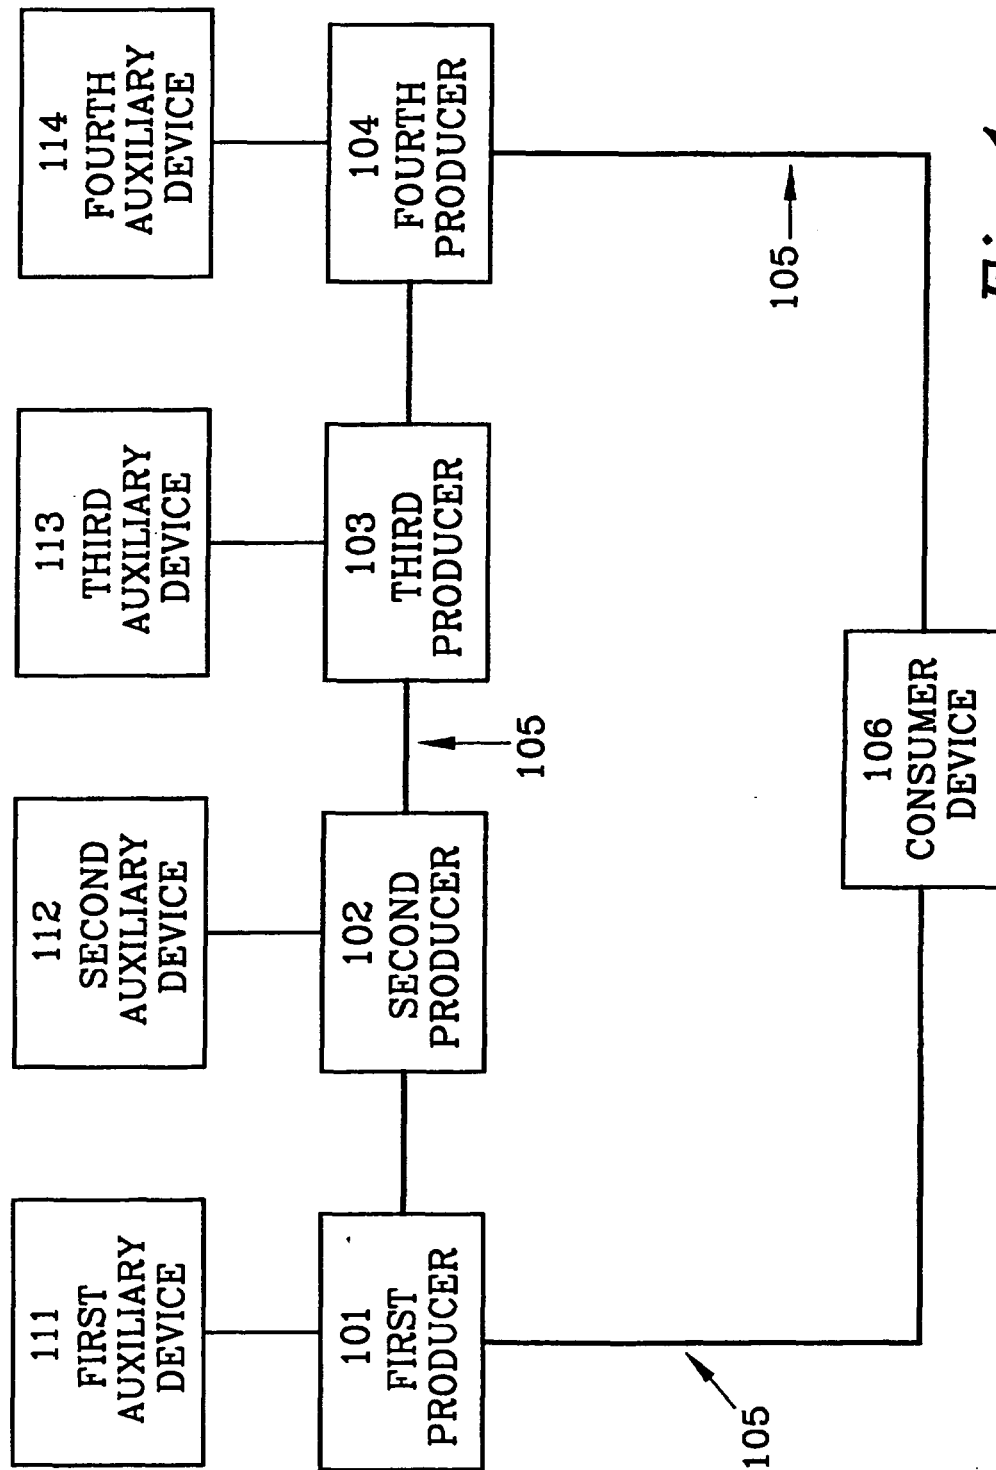 111
FIRST
AUXILIARY
DEVICE
112
SECOND
AUXILIARY
DEVICE
113
THIRD
AUXILIARY
DEVICE
114
FOURTH
AUXILIARY
DEVICE
101
FIRST
PRODUCER
102
SECOND
PRODUCER
103
THIRD
PRODUCER
104
FOURTH
PRODUCER
105
105
105
106
CONSUMER
DEVICE